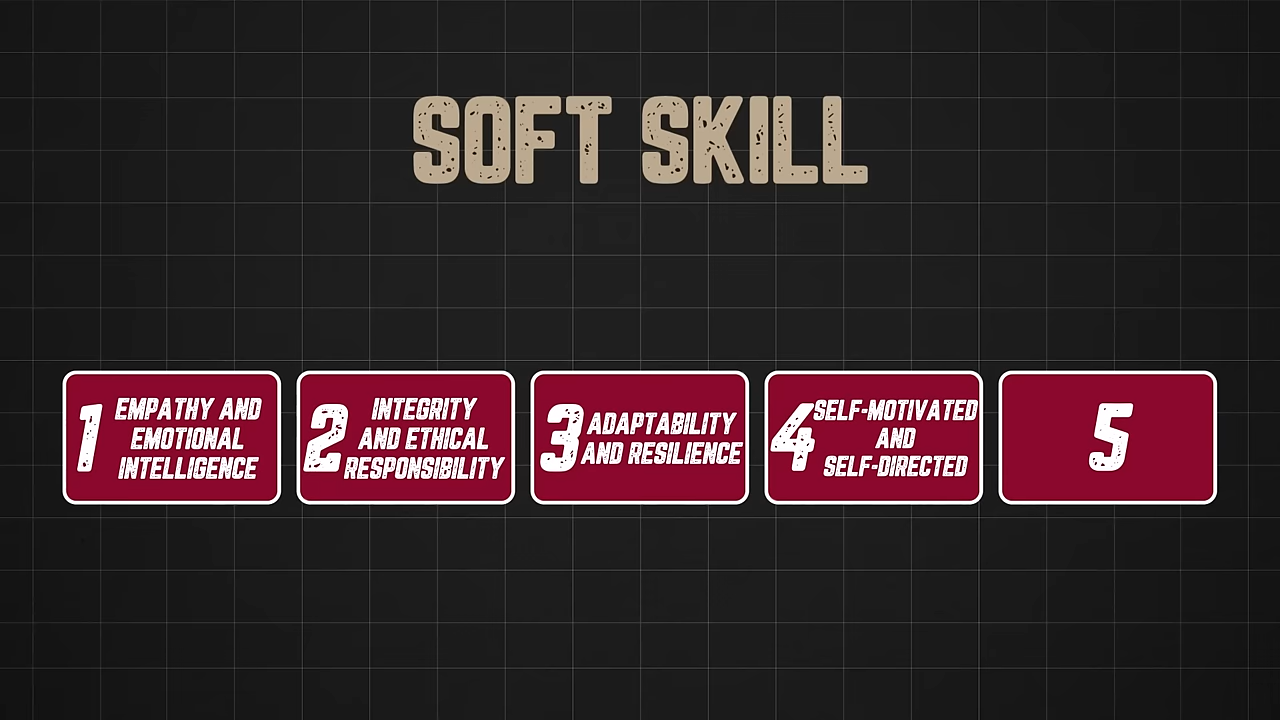 SOFT SKILL
1
EMPATHY AND
EMOTIONAL
INTELLIGENCE
2
INTEGRITY
AND ETHICAL
RESPONSIBILITY
3
ADAPTABILITY
AND RESILIENCE
4
SELF-MOTIVATED
AND
SELF-DIRECTED
5